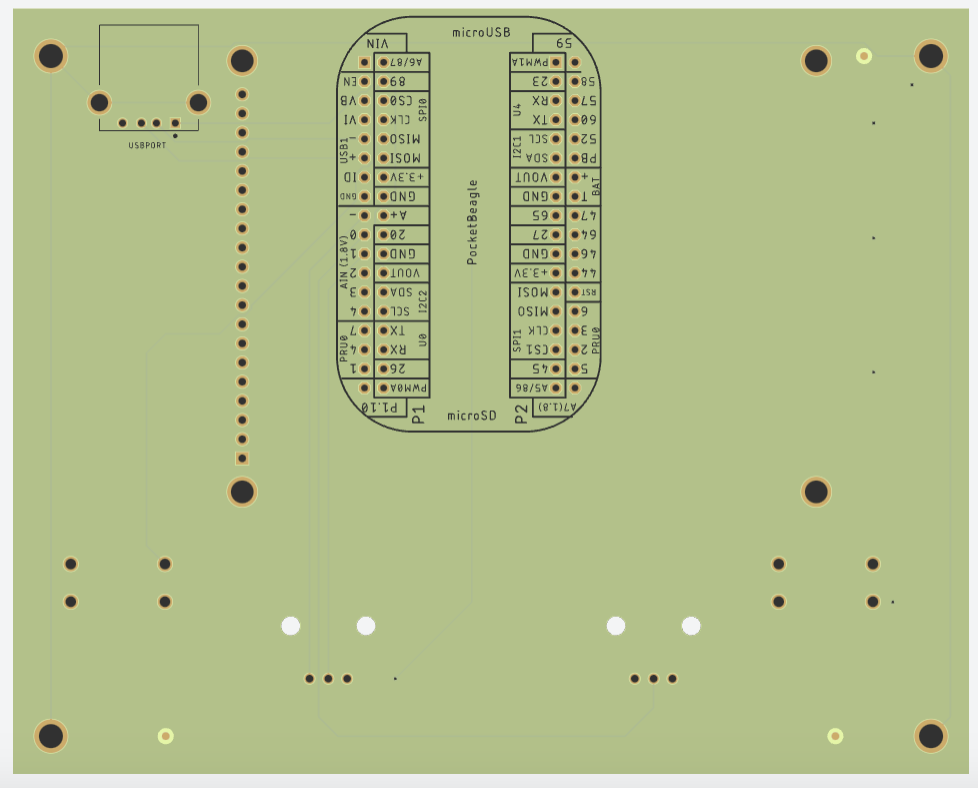 microUSB
VIN
59
A6/87
PWM1A
EN
89
23
58
VB
CS0
SPI0
U4
RX
57
VI
CLK
TX
60
USBPORT
-
MISO
SCL
52
USB1
I2C1
+
MOSI
SDA
PB
ID
+3.3V
VOUT
+
BAT
GND
GND
GND
T
-
A+
65
47
PocketBeagle
0
20
27
64
AIN (1.8V)
1
GND
GND
46
2
VOUT
+3.3V
44
3
SDA
I2C2
MOSI
RST
4
SCL
MISO
6
7
TX
CLK
3
PRU0
U0
SPI1
PRU0
4
RX
CS1
2
1
26
45
5
PWM0A
A5/86
P1.10
P1
microSD
P2
A7(1.8)